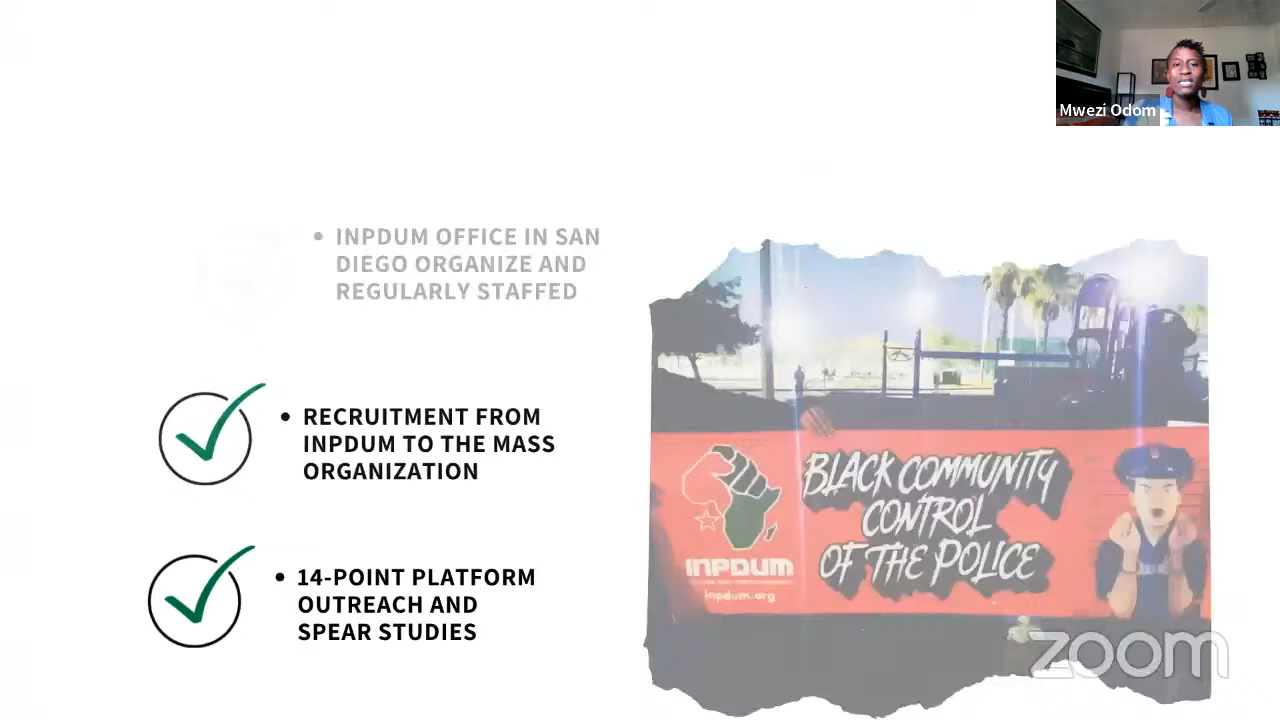 Mwezi Odom
• INPDUM OFFICE IN SAN
DIEGO ORGANIZE AND
REGULARLY STAFFED
• RECRUITMENT FROM
INPDUM TO THE MASS
ORGANIZATION
• 14-POINT PLATFORM
OUTREACH AND
SPEAR STUDIES
BLACK COMMUNITY
CONTROL
OF THE POLICE
INPDUM
inpdum.org
zoom